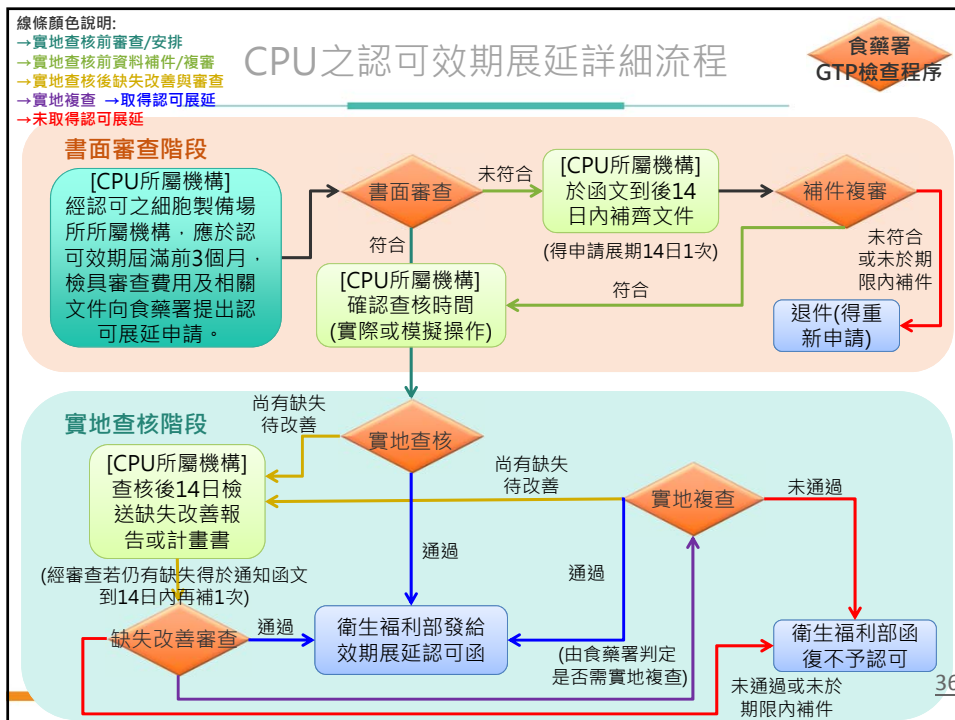 線條顏色說明:
→實地查核前審查/安排
→實地查核前資料補件/複審
→實地查核後缺失改善與審查
→實地複查 →取得認可展延
→未取得認可展延
CPU之認可效期展延詳細流程
食藥署
GTP檢查程序
書面審查階段
[CPU所屬機構]
經認可之細胞製備場
所所屬機構，應於認
可效期屆滿前3個月，
檢具審查費用及相關
文件向食藥署提出認
可展延申請。
書面審查
未符合
[CPU所屬機構]
於函文到後14
日內補齊文件
(得申請展期14日1次)
補件複審
符合
[CPU所屬機構]
確認查核時間
(實際或模擬操作)
符合
未符合
或未於期
限內補件
退件(得重
新申請)
實地查核階段
尚有缺失
待改善
實地查核
[CPU所屬機構]
查核後14日檢
送缺失改善報
告或計畫書
尚有缺失
待改善
實地複查
未通過
(經審查若仍有缺失得於通知函文
到14日內再補1次)
通過
通過
缺失改善審查
通過
衛生福利部發給
效期展延認可函
(由食藥署判定
是否需實地複查)
衛生福利部函
復不予認可
未通過或未於
期限內補件
36